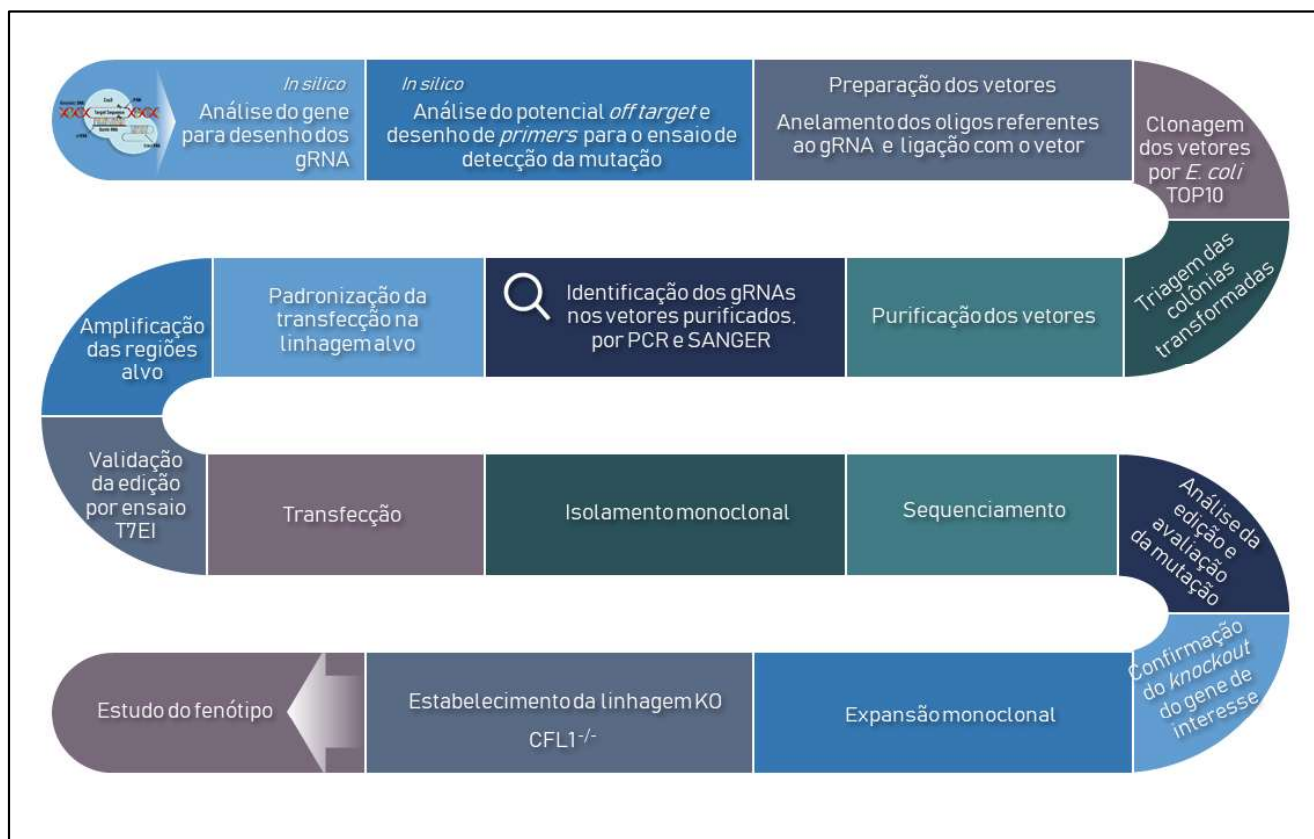 In silico
Análise do gene
para desenho dos
gRNA
In silico
Análise do potencial off target e
desenho de primers para o ensaio de
detecção da mutação
Preparação dos vetores
Anelamento dos oligos referentes
ao gRNA e ligação com o vetor
Clonagem
dos vetores
por E. coli
TOP10
Triagem das
colônias
transformadas
Purificação dos vetores
Identificação dos gRNAs
nos vetores purificados,
por PCR e SANGER
Padronização da
transfecção na
linhagem alvo
Amplificação
das regiões
alvo
Validação
da edição
por ensaio
T7EI
Transfecção
Isolamento monoclonal
Sequenciamento
Análise da
edição e
avaliação
da mutação
Confirmação
do knockout
do gene de
interesse
Expansão monoclonal
Estabelecimento da linhagem KO
CFL1-/-
Estudo do fenótipo